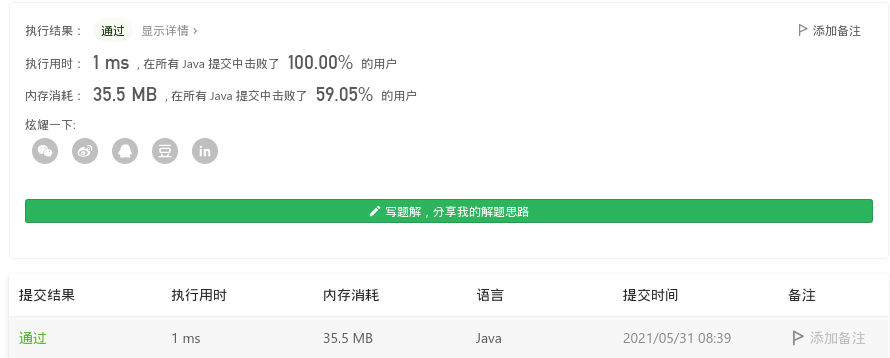 执行结果： 通过 显示详情 › 添加备注
执行用时： 1 ms , 在所有 Java 提交中击败了 100.00% 的用户
内存消耗： 35.5 MB , 在所有 Java 提交中击败了 59.05% 的用户
炫耀一下:
豆 in
写题解，分享我的解题思路
提交结果 执行用时 内存消耗 语言 提交时间 备注
通过 1 ms 35.5 MB Java 2021/05/31 08:39 添加备注